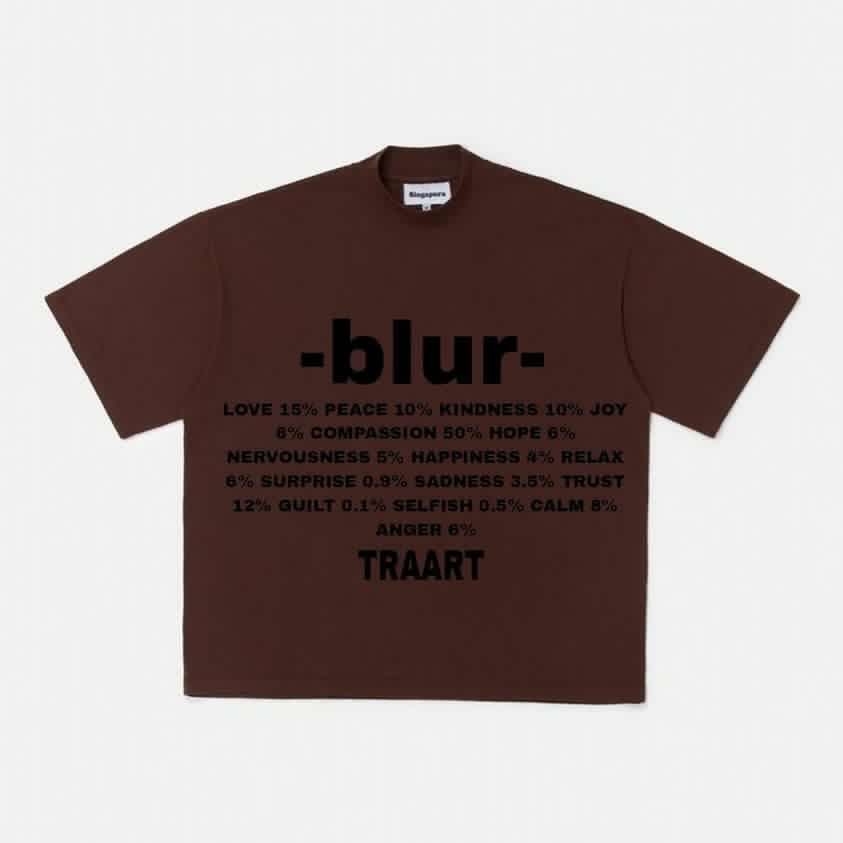 Singapura
-blur-
LOVE 15% PEACE 10% KINDNESS 10% JOY
6% COMPASSION 50% HOPE 6%
NERVOUSNESS 5% HAPPINESS 4% RELAX
6% SURPRISE 0.9% SADNESS 3.5% TRUST
12% GUILT 0.1% SELFISH 0.5% CALM 8%
ANGER 6%
TRAART